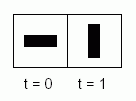 t = 0 t = 1